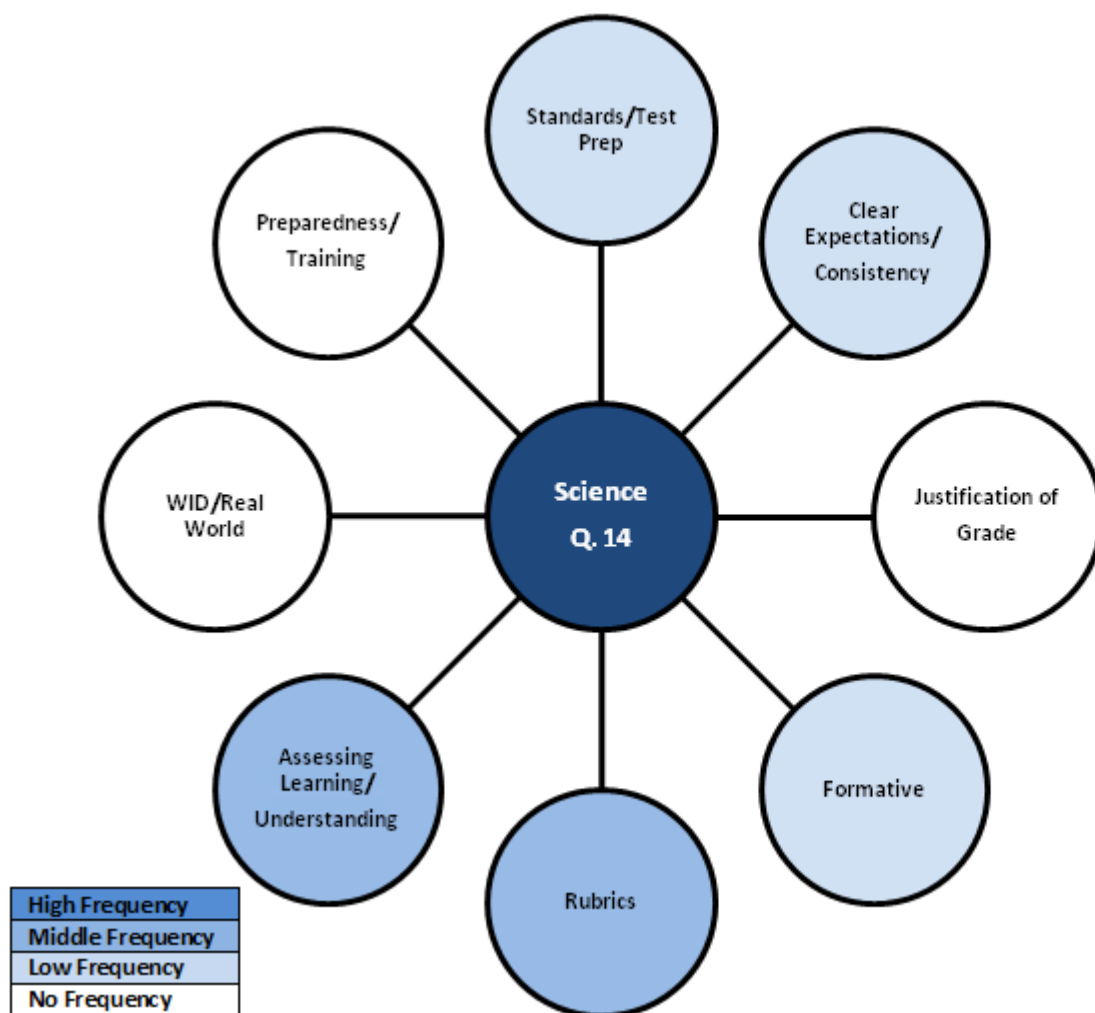 Standards/Test
Prep
Clear
Expectations/
Consistency
Preparedness/
Training
WID/Real
World
Science
Q. 14
Justification of
Grade
Assessing
Learning/
Understanding
Rubrics
Formative
High Frequency
Middle Frequency
Low Frequency
No Frequency